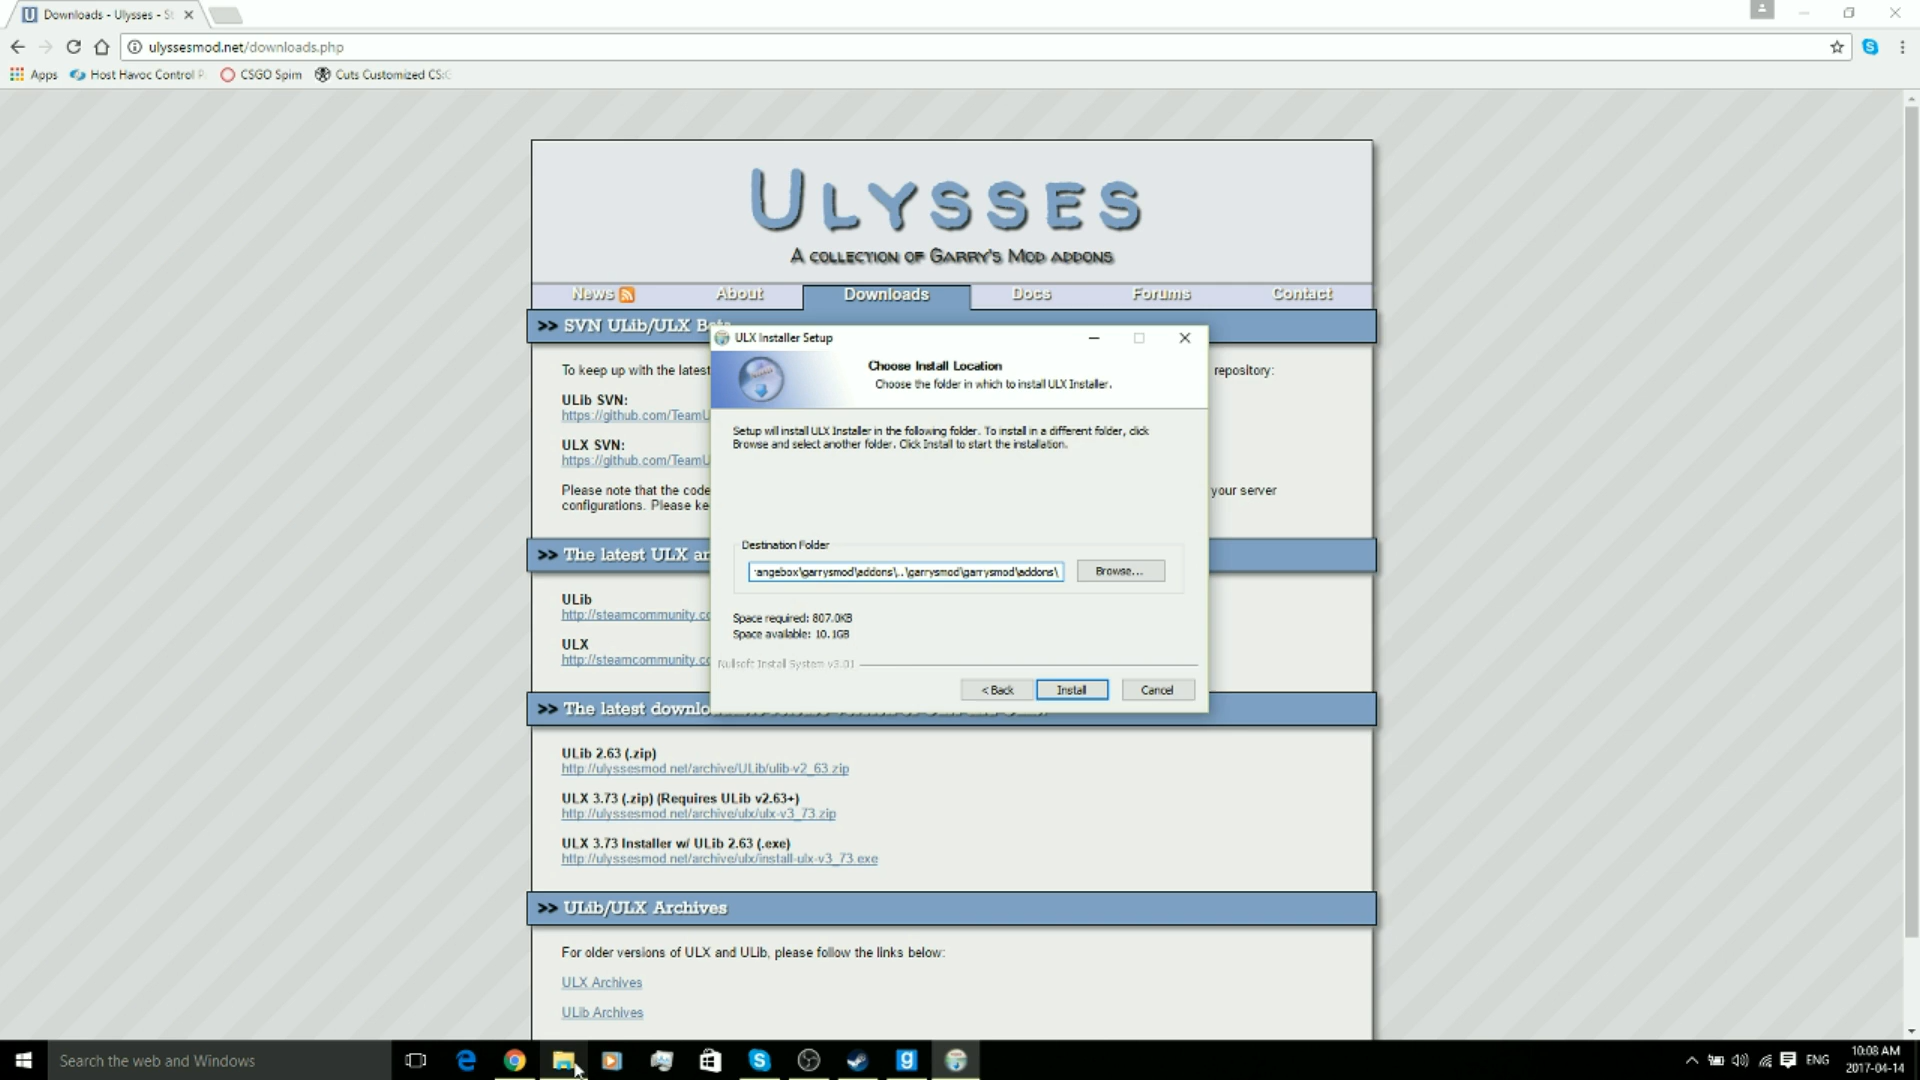 Downloads - Ulysses - St
ulyssesmod.net/downloads.php
Apps
Host Havoc Control P
CSGO Spim
Cuts Customized CS:G
ULYSSES
A COLLECTION OF GARRY'S MOD ADDONS
News
About
Downloads
Docs
Forums
Contact
>> SVN ULib/ULX Beta
To keep up with the latest
repository:
ULib SVN:
https://github.com/TeamU
ULX SVN:
https://github.com/TeamU
Please note that the code
your server
configurations. Please ke
>> The latest ULX an
ULib
http://steamcommunity.co
ULX
http://steamcommunity.co
>> The latest downlo
ULib 2.63 (.zip)
http://ulyssesmod.net/archive/ULib/ulib-v2_63.zip
ULX 3.73 (.zip) (Requires ULib v2.63+)
http://ulyssesmod.net/archive/ulx/ulx-v3_73.zip
ULX 3.73 Installer w/ ULib 2.63 (.exe)
http://ulyssesmod.net/archive/ulx/install-ulx-v3_73.exe
>> ULib/ULX Archives
For older versions of ULX and ULib, please follow the links below:
ULX Archives
ULib Archives
ULX Installer Setup
Choose Install Location
Choose the folder in which to install ULX Installer.
Setup will install ULX Installer in the following folder. To install in a different folder, click
Browse and select another folder. Click Install to start the installation.
Destination Folder
angebox\garrysmod\addons\..\garrysmod\garrysmod\addons\
Browse...
Space required: 807.0KB
Space available: 10.1GB
Nullsoft Install System v3.01
< Back
Install
Cancel
Search the web and Windows
ENG
10:08 AM
2017-04-14